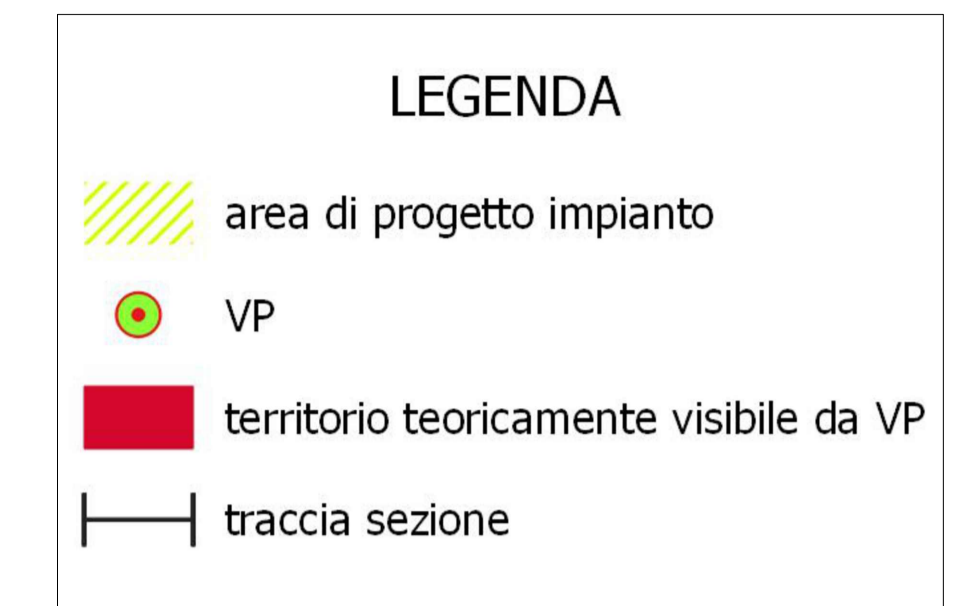 LEGENDA
area di progetto impianto
VP
territorio teoricamente visibile da VP
traccia sezione